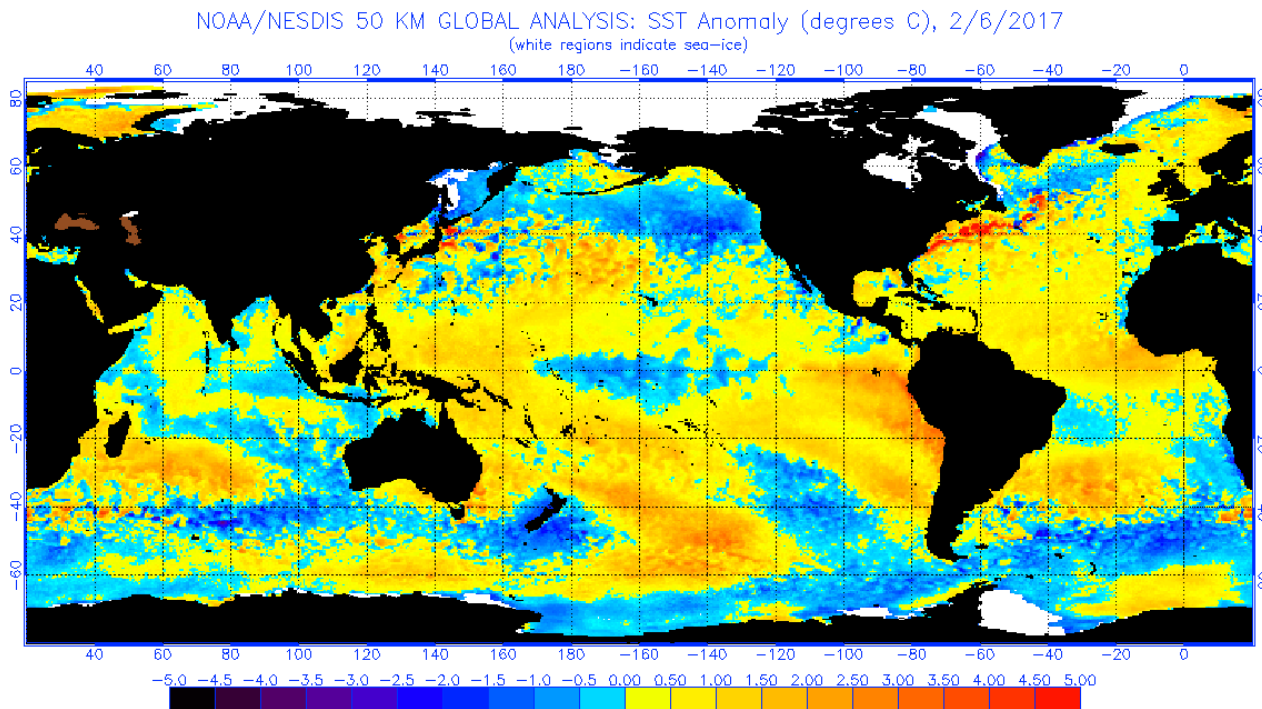 NOAA/NESDIS 50 KM GLOBAL ANALYSIS: SST Anomaly (degrees C), 2/6/2017
(white regions indicate sea-ice)
40 60 80 100 120 140 160 180 -160 -140 -120 -100 -80 -60 -40 -20 0
80
60
40
20
0
-20
-40
-60
40 60 80 100 120 140 160 180 -160 -140 -120 -100 -80 -60 -40 -20 0
-5.0 -4.5 -4.0 -3.5 -3.0 -2.5 -2.0 -1.5 -1.0 -0.5 0.00 0.50 1.00 1.50 2.00 2.50 3.00 3.50 4.00 4.50 5.00